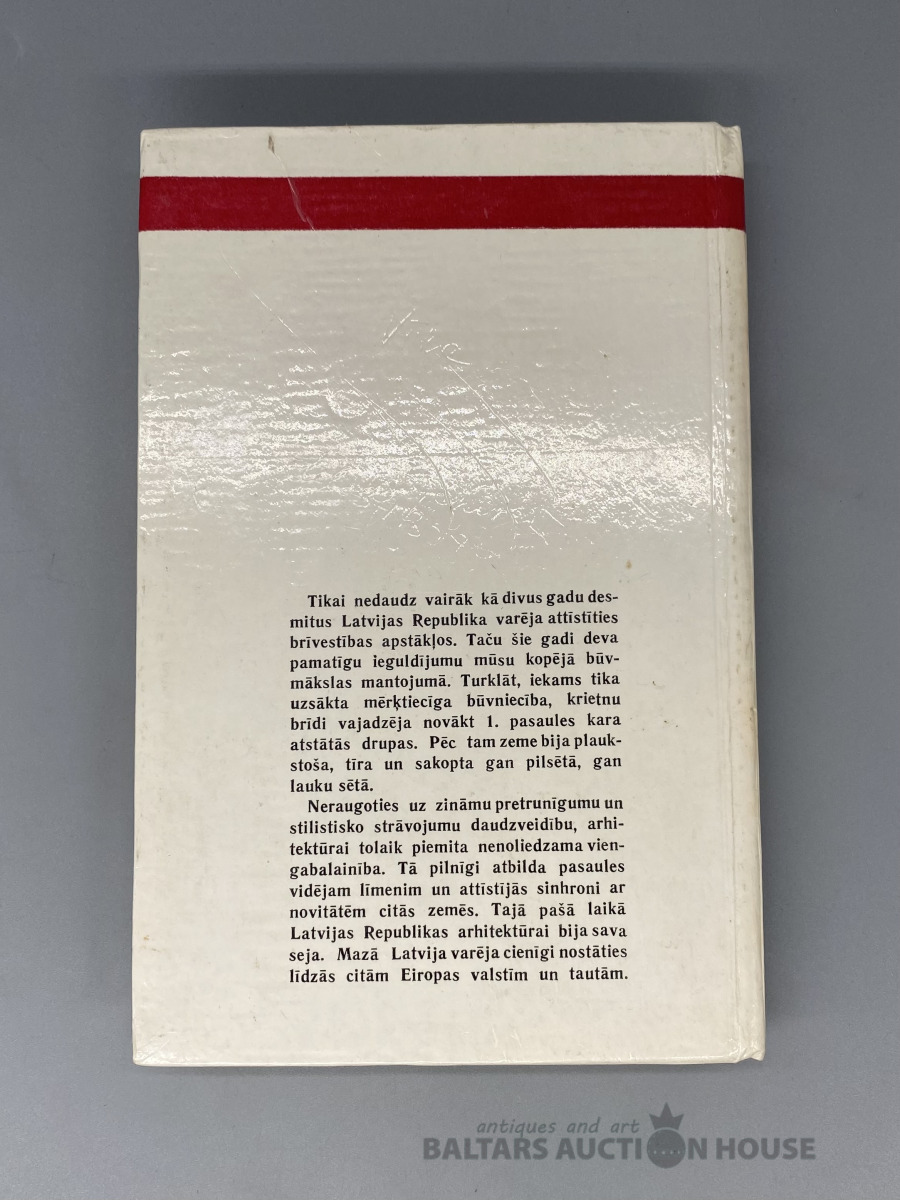 Tikai nedaudz vairāk kā divus gadu des-
mitus Latvijas Republika varēja attīstīties
brīvestības apstākļos. Taču šie gadi deva
pamatīgu ieguldījumu mūsu kopējā būv-
mākslas mantojumā. Turklāt, iekams tika
uzsākta mērķtiecīga būvniecība, krietnu
brīdi vajadzēja novākt 1. pasaules kara
atstātās drupas. Pēc tam zeme bija plauk-
stoša, tīra un sakopta gan pilsētā, gan
lauku sētā.
Neraugoties uz zināmu pretrunīgumu un
stilistisko strāvojumu daudzveidību, arhi-
tektūrai tolaik piemita nenoliedzama vien-
gabalainība. Tā pilnīgi atbilda pasaules
vidējam līmenim un attīstījās sinhroni ar
novitātēm citās zemēs. Tajā pašā laikā
Latvijas Republikas arhitektūrai bija sava
seja. Mazā Latvija varēja cienīgi nostāties
līdzās citām Eiropas valstīm un tautām.
antiques and art
BALTARS AUCTION HOUSE